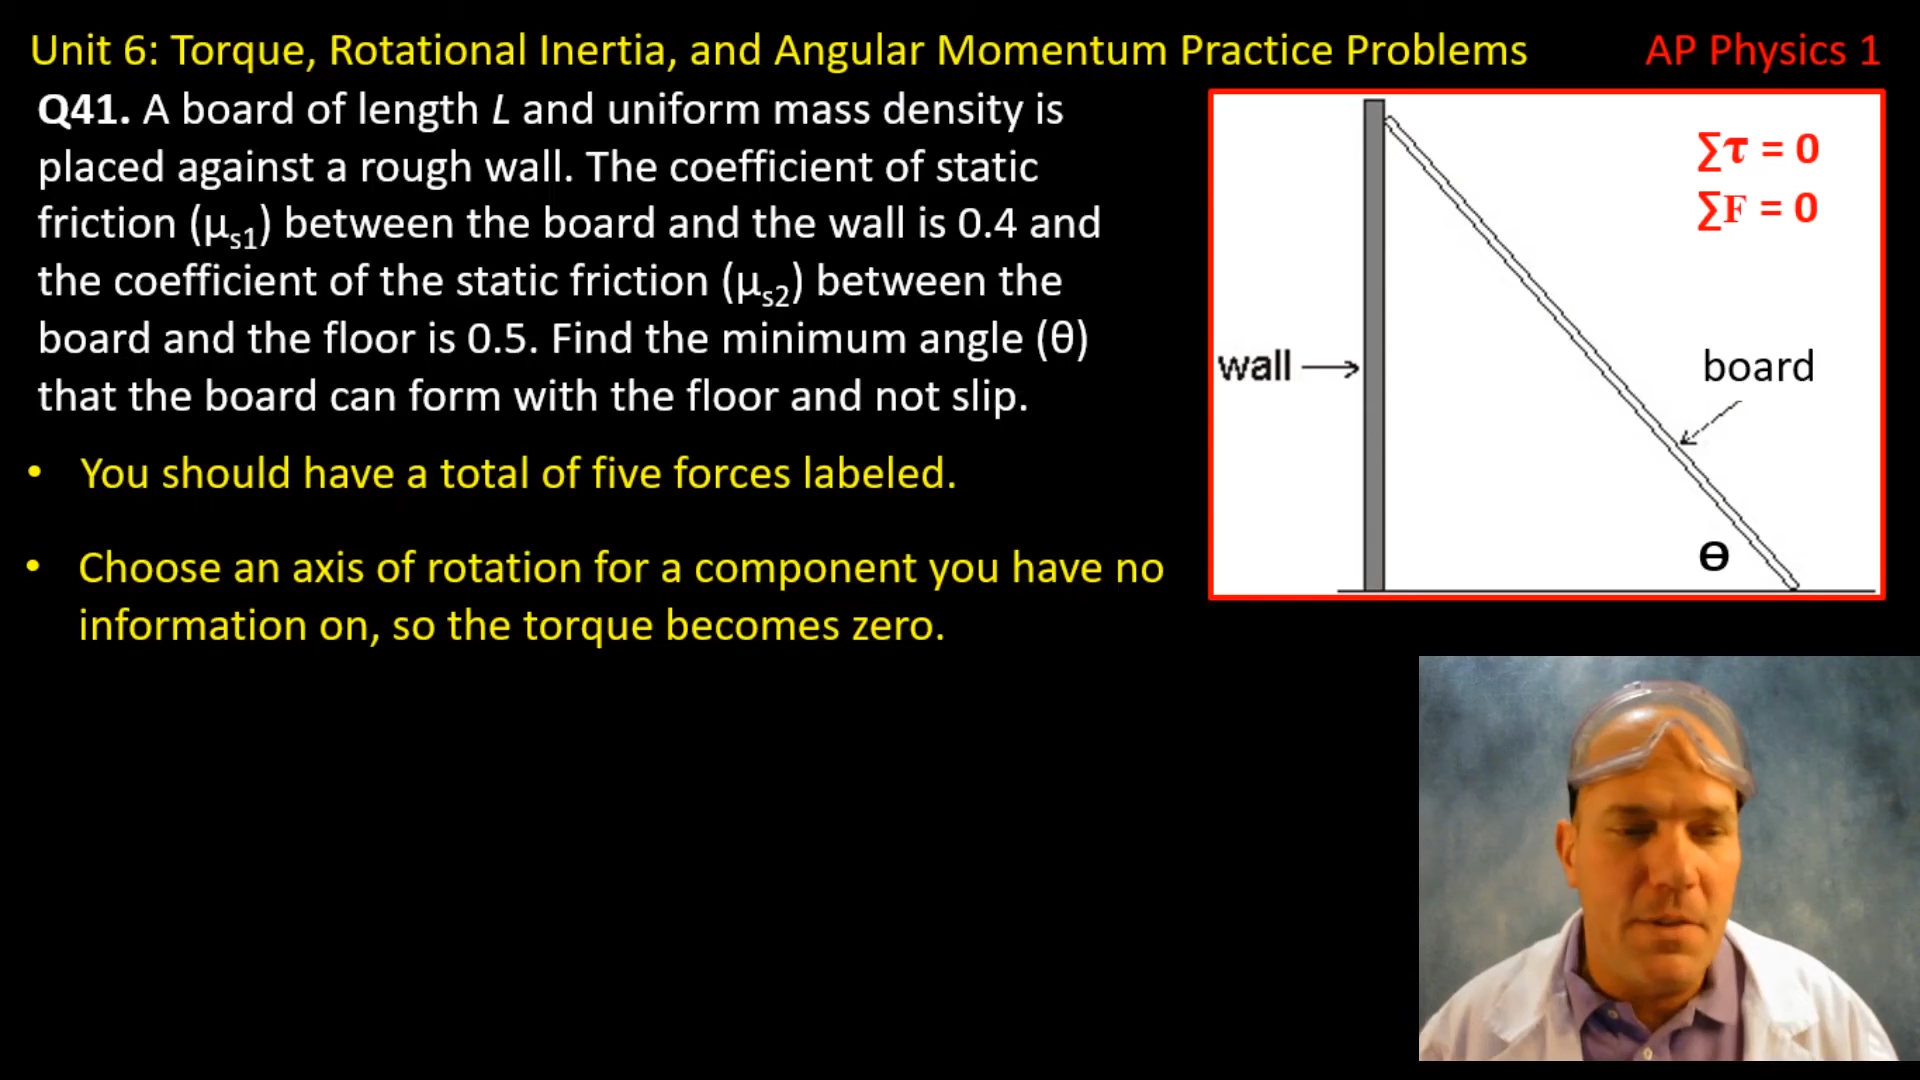 Unit 6: Torque, Rotational Inertia, and Angular Momentum Practice Problems
AP Physics 1
Q41. A board of length L and uniform mass density is
placed against a rough wall. The coefficient of static
friction (μs1) between the board and the wall is 0.4 and
the coefficient of the static friction (μs2) between the
board and the floor is 0.5. Find the minimum angle (θ)
that the board can form with the floor and not slip.
• You should have a total of five forces labeled.
• Choose an axis of rotation for a component you have no
information on, so the torque becomes zero.
∑τ = 0
∑F = 0
wall
board
Ө